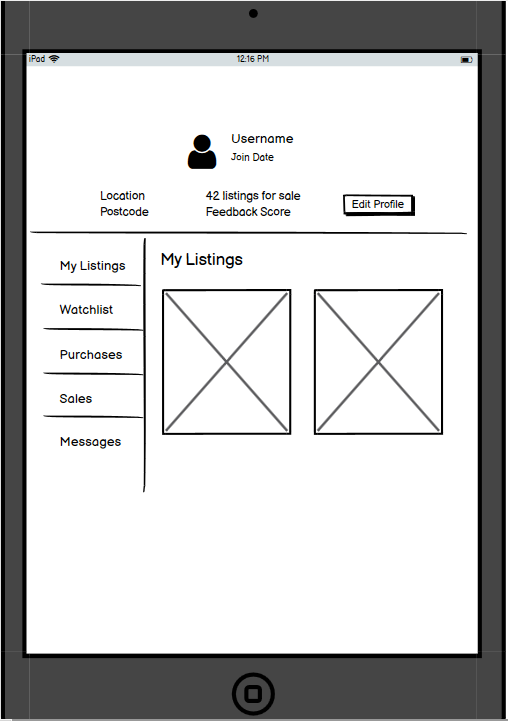 iPad 12:16 PM
Username
Join Date
Location 42 listings for sale Edit Profile
Postcode Feedback Score
My Listings
My Listings
Watchlist
Purchases
Sales
Messages